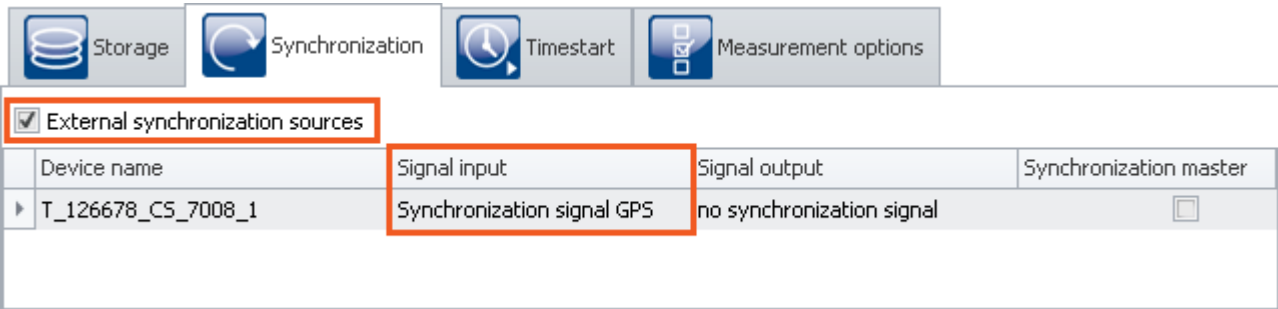 Storage Synchronization Timestart Measurement options
External synchronization sources
Device name Signal input Signal output Synchronization master
T_126678_CS_7008_1 Synchronization signal GPS no synchronization signal